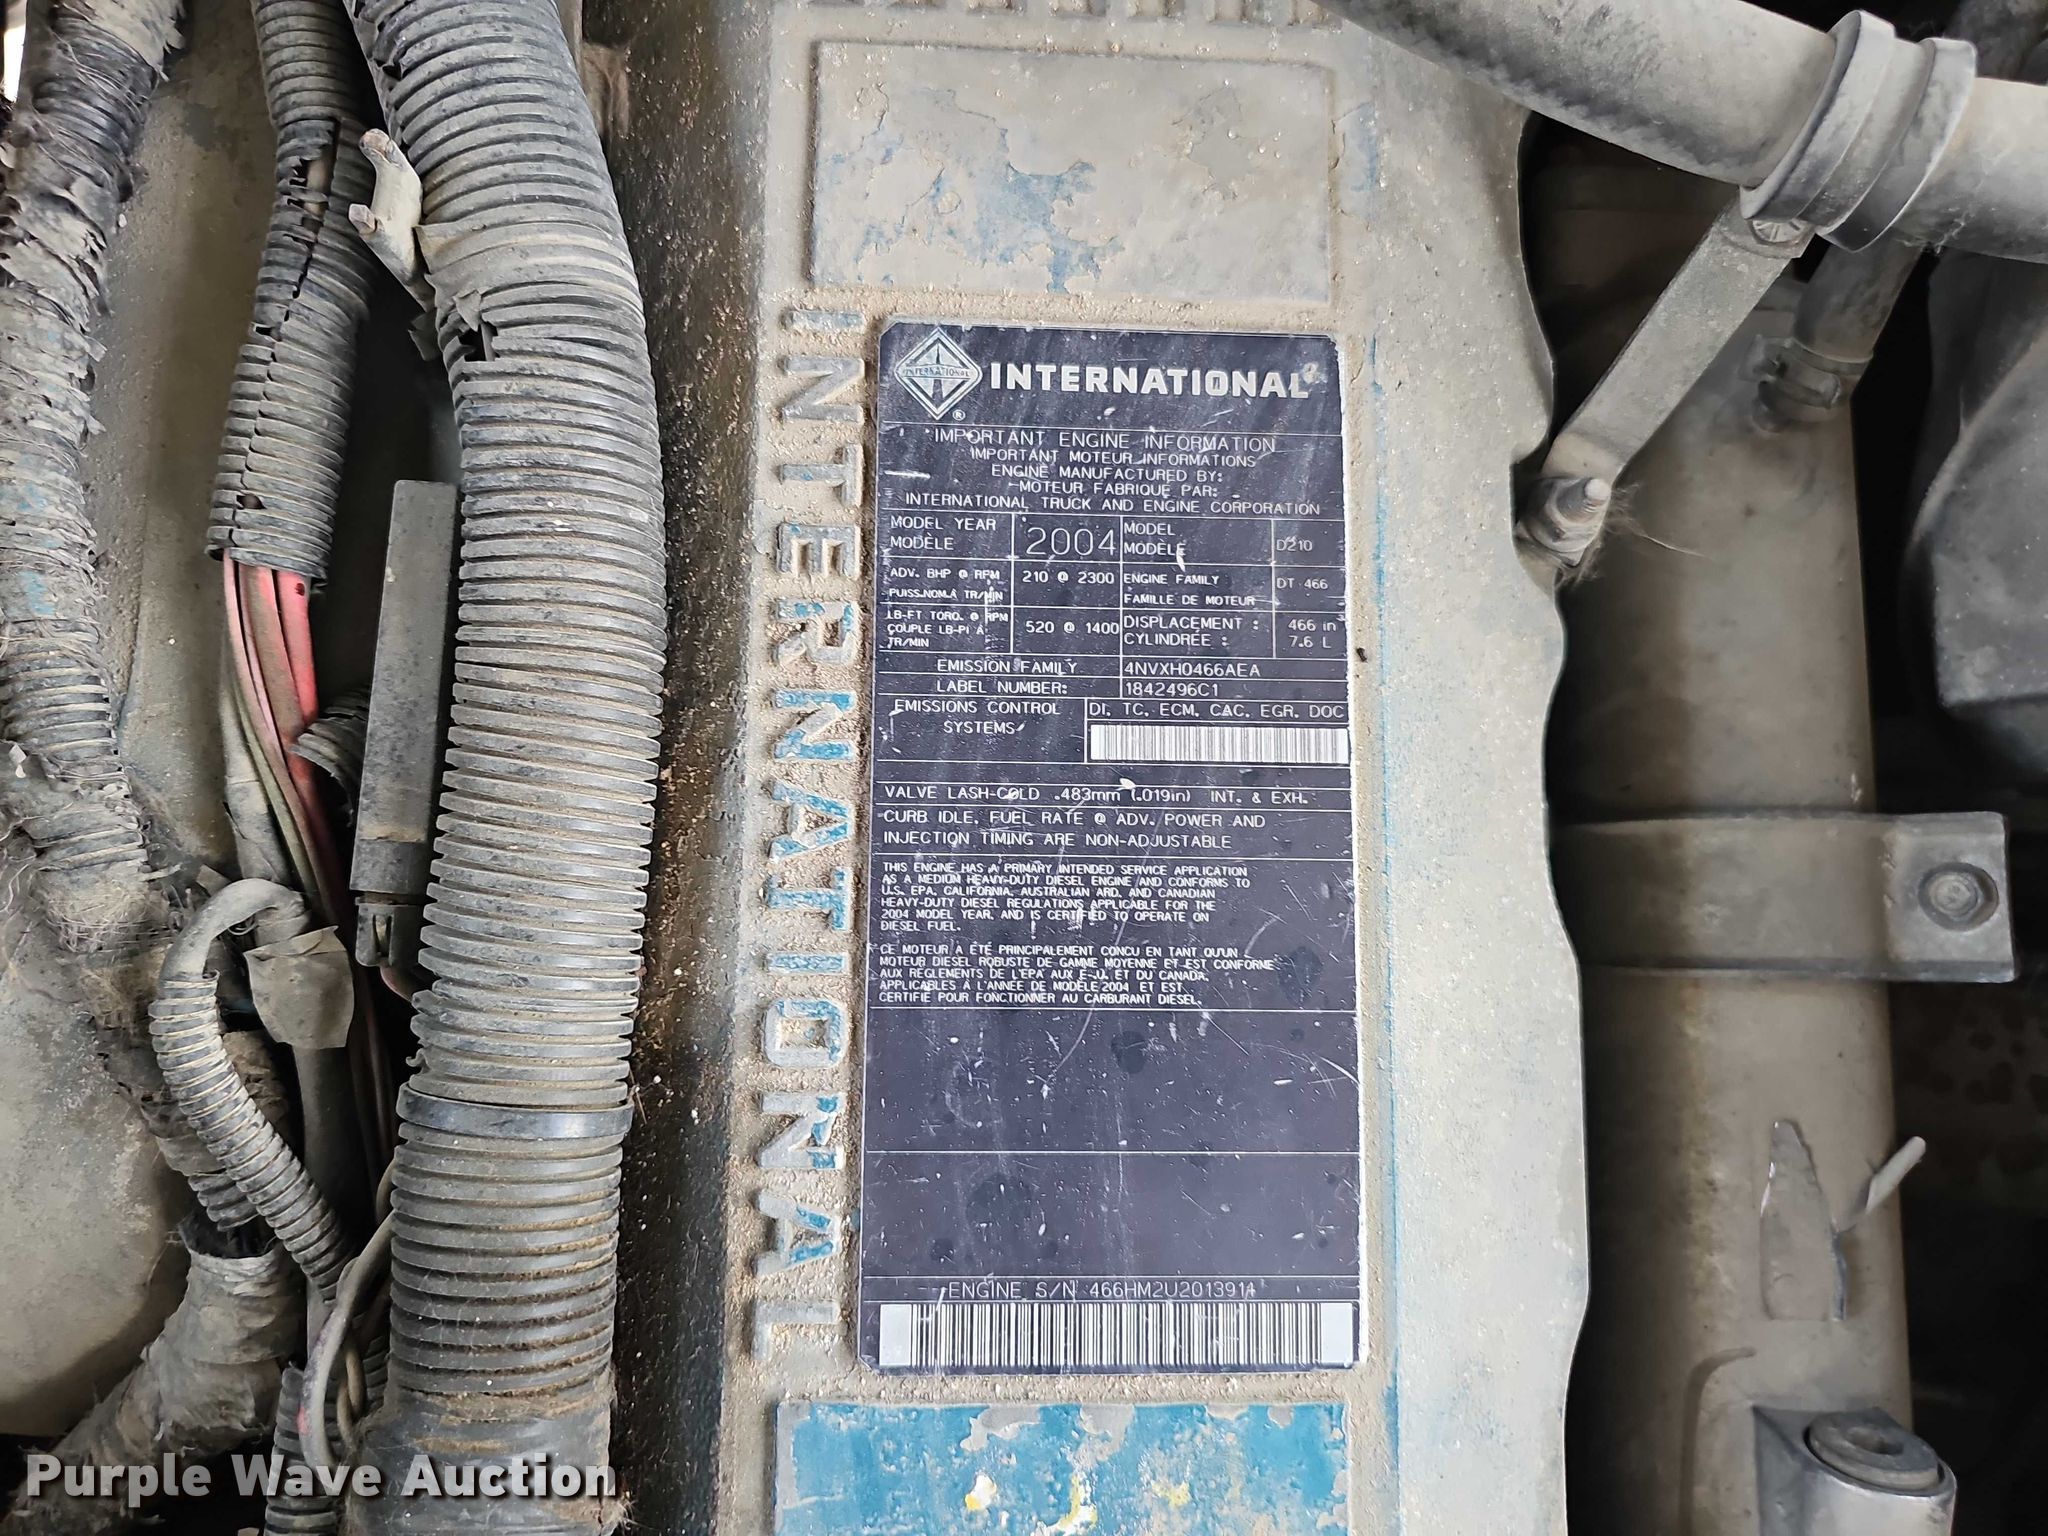 INTERNATIONAL
INTERNATIONAL
®
INTERNATIONAL®
IMPORTANT ENGINE INFORMATION
IMPORTANT MOTEUR INFORMATIONS
ENGINE MANUFACTURED BY:
MOTEUR FABRIQUE PAR:
INTERNATIONAL TRUCK AND ENGINE CORPORATION
MODEL YEAR
MODÈLE
2004
MODEL
MODÈLE
D210
ADV. BHP @ RPM
PUISS.NOM.À TR/MIN
210 @ 2300
ENGINE FAMILY
FAMILLE DE MOTEUR
DT 466
LB-FT TORQ. @ RPM
COUPLE LB-PI À
TR/MIN
520 @ 1400
DISPLACEMENT :
CYLINDRÉE :
466 in³
7.6 L
EMISSION FAMILY
4NVXH0466AEA
LABEL NUMBER:
1842496C1
EMISSIONS CONTROL
SYSTEMS
DI, TC, ECM, CAC, EGR, DOC
VALVE LASH-COLD .483mm (.019in) INT. & EXH.
CURB IDLE, FUEL RATE @ ADV. POWER AND
INJECTION TIMING ARE NON-ADJUSTABLE
THIS ENGINE HAS A PRIMARY INTENDED SERVICE APPLICATION
AS A MEDIUM HEAVY-DUTY DIESEL ENGINE AND CONFORMS TO
U.S. EPA, CALIFORNIA, AUSTRALIAN ARD, AND CANADIAN
HEAVY-DUTY DIESEL REGULATIONS APPLICABLE FOR THE
2004 MODEL YEAR, AND IS CERTIFIED TO OPERATE ON
DIESEL FUEL.
CE MOTEUR A ÉTÉ PRINCIPALEMENT CONCU EN TANT QU'UN
MOTEUR DIESEL ROBUSTE DE GAMME MOYENNE ET EST CONFORME
AUX REGLEMENTS DE L'EPA AUX É-U. ET DU CANADA,
APPLICABLES À L'ANNÉE DE MODÈLE 2004 ET EST
CERTIFIÉ POUR FONCTIONNER AU CARBURANT DIESEL.
ENGINE S/N 466HM2U2013914
Purple Wave Auction